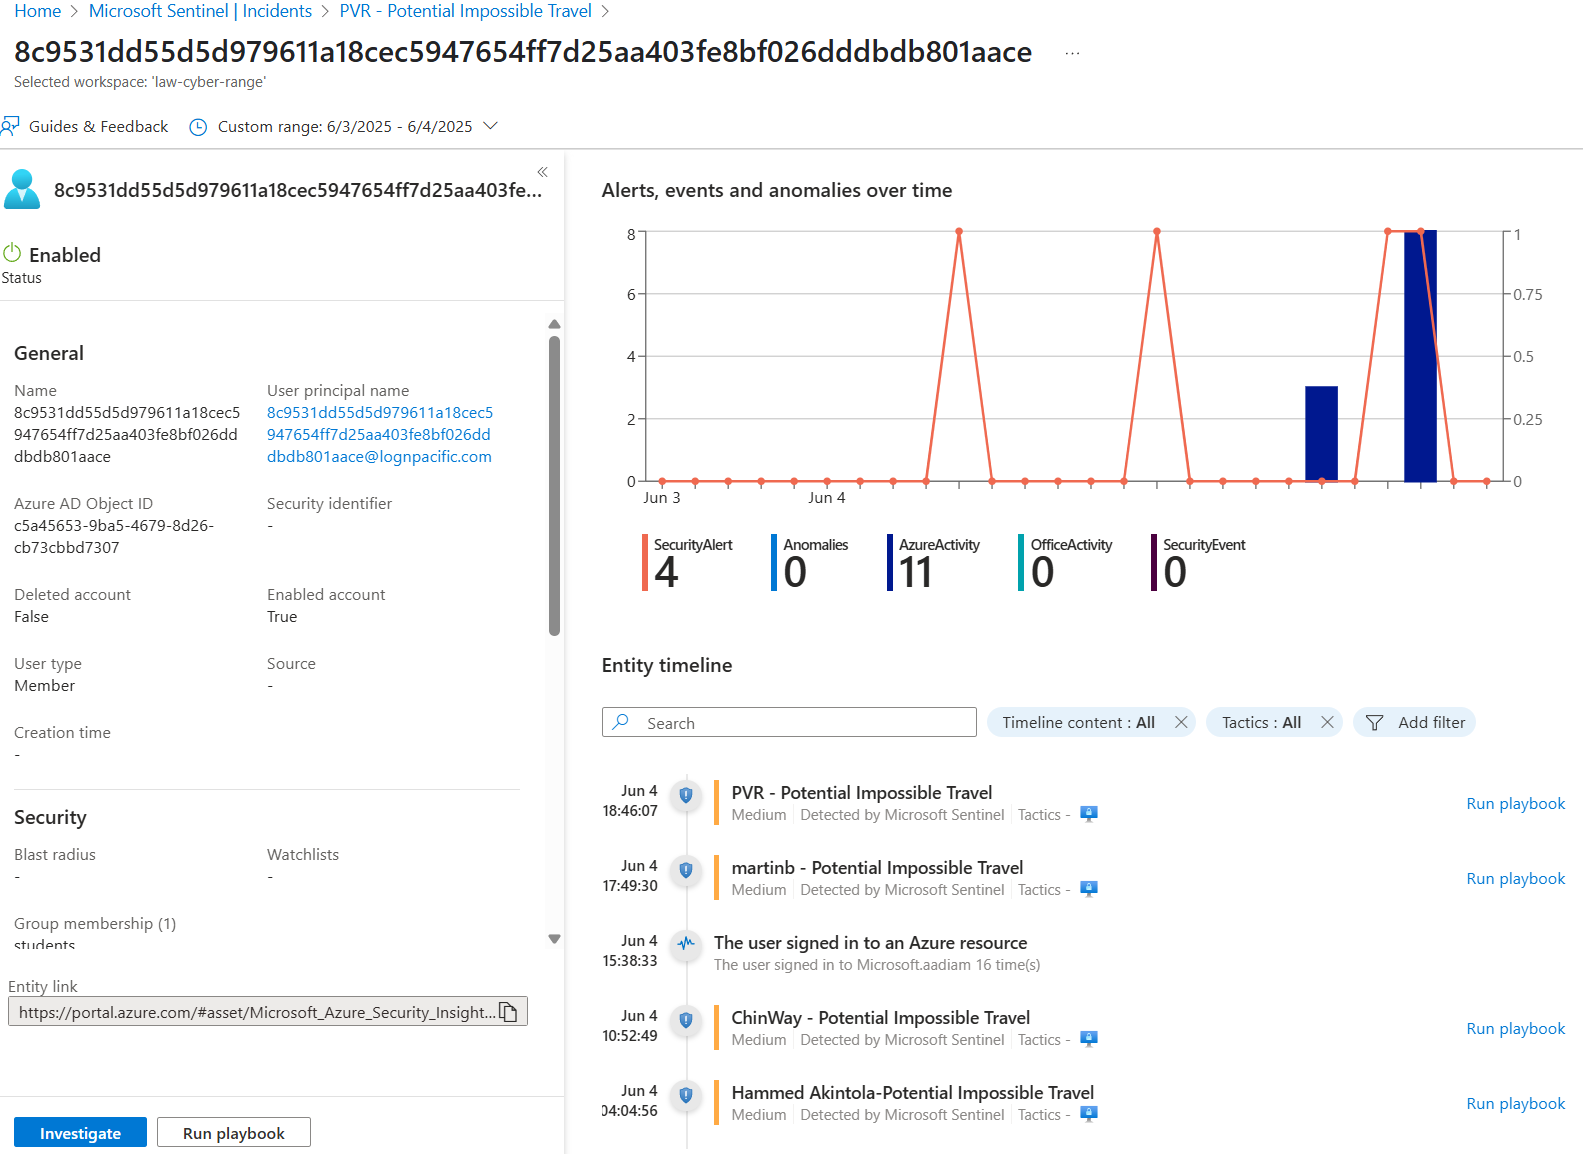 Home > Microsoft Sentinel | Incidents > PVR - Potential Impossible Travel >
8c9531dd55d5d979611a18cec5947654ff7d25aa403fe8bf026dddbdb801aace ...
Selected workspace: 'law-cyber-range'
Guides & Feedback Custom range: 6/3/2025 - 6/4/2025
«
8c9531dd55d5d979611a18cec5947654ff7d25aa403fe...
Enabled
Status
General
Name
8c9531dd55d5d979611a18cec5
947654ff7d25aa403fe8bf026dd
dbdb801aace
User principal name
8c9531dd55d5d979611a18cec5
947654ff7d25aa403fe8bf026dd
dbdb801aace@lognpacific.com
Azure AD Object ID
c5a45653-9ba5-4679-8d26-
cb73cbbd7307
Security identifier
-
Deleted account
False
Enabled account
True
User type
Member
Source
-
Creation time
-
Security
Blast radius
-
Watchlists
-
Group membership (1)
students
Entity link
https://portal.azure.com/#asset/Microsoft_Azure_Security_Insight...
Investigate
Run playbook
Alerts, events and anomalies over time
8
6
4
2
0
1
0.75
0.5
0.25
0
Jun 3
Jun 4
SecurityAlert
4
Anomalies
0
AzureActivity
11
OfficeActivity
0
SecurityEvent
0
Entity timeline
Search
Timeline content : All
Tactics : All
Add filter
Jun 4
18:46:07
PVR - Potential Impossible Travel
Medium Detected by Microsoft Sentinel Tactics -
Run playbook
Jun 4
17:49:30
martinb - Potential Impossible Travel
Medium Detected by Microsoft Sentinel Tactics -
Run playbook
Jun 4
15:38:33
The user signed in to an Azure resource
The user signed in to Microsoft.aadiam 16 time(s)
Jun 4
10:52:49
ChinWay - Potential Impossible Travel
Medium Detected by Microsoft Sentinel Tactics -
Run playbook
Jun 4
04:04:56
Hammed Akintola-Potential Impossible Travel
Medium Detected by Microsoft Sentinel Tactics -
Run playbook